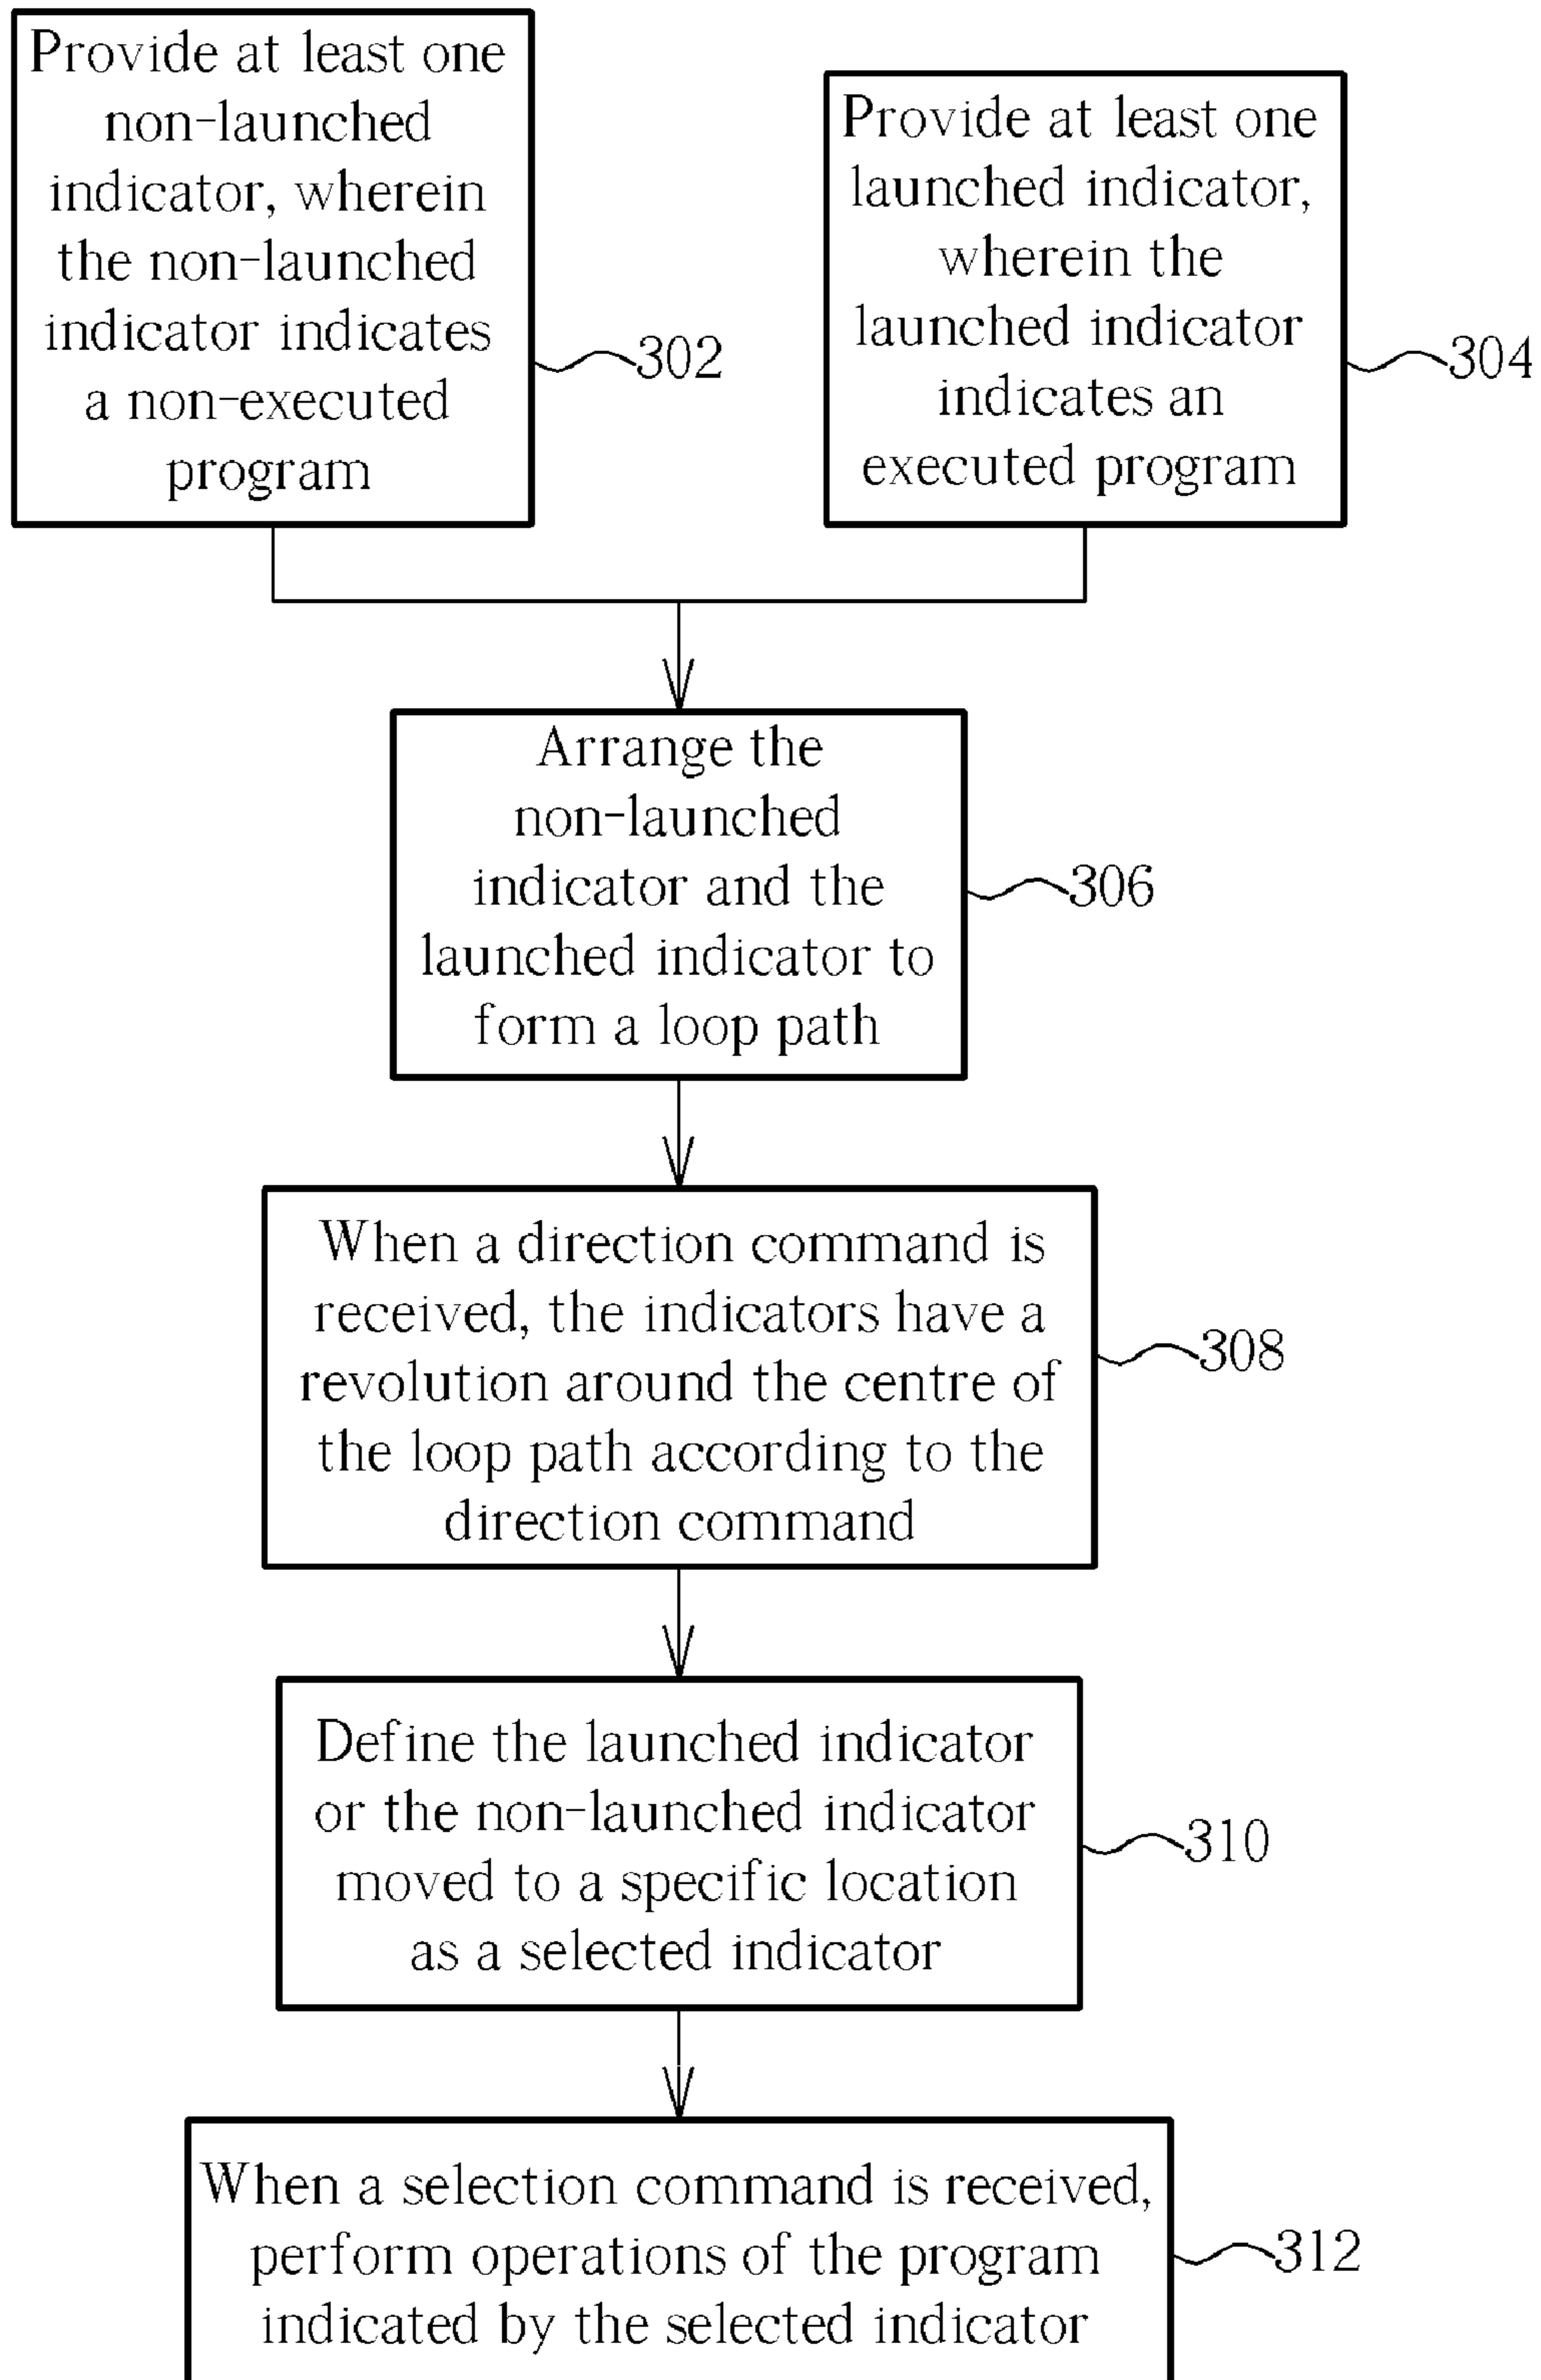 Provide at least one
non-launched
indicator, wherein
the non-launched
indicator indicates
a non-executed
program
302
Provide at least one
launched indicator,
wherein the
launched indicator
indicates an
executed program
304
Arrange the
non-launched
indicator and the
launched indicator to
form a loop path
306
When a direction command is
received, the indicators have a
revolution around the centre of
the loop path according to the
direction command
308
Define the launched indicator
or the non-launched indicator
moved to a specific location
as a selected indicator
310
When a selection command is received,
perform operations of the program
indicated by the selected indicator
312